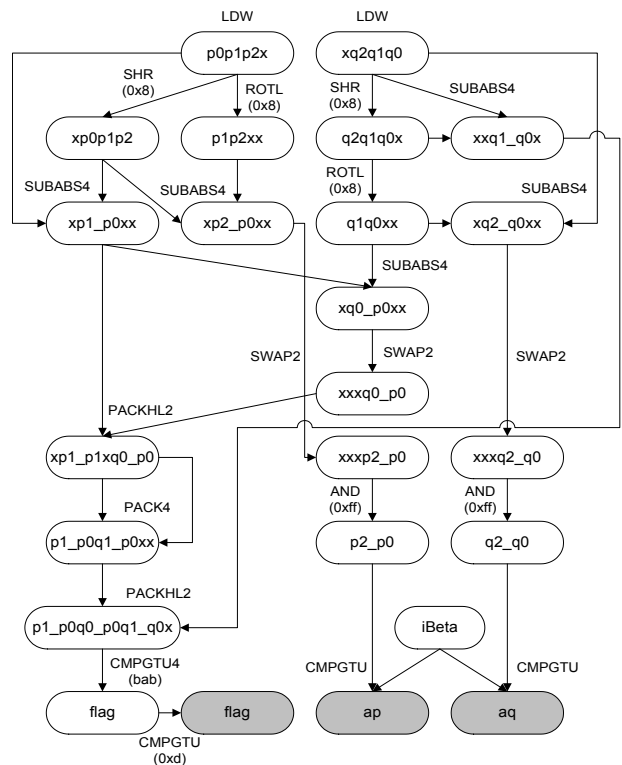 LDW
LDW
p0p1p2x
xq2q1q0
SHR
(0x8)
ROTL
(0x8)
SHR
(0x8)
SUBABS4
xp0p1p2
p1p2xx
q2q1q0x
xxq1_q0x
SUBABS4
SUBABS4
ROTL
(0x8)
SUBABS4
xp1_p0xx
xp2_p0xx
q1q0xx
xq2_q0xx
SUBABS4
xq0_p0xx
SWAP2
SWAP2
SWAP2
xxxq0_p0
PACKHL2
xp1_p1xq0_p0
xxxp2_p0
xxxq2_q0
PACK4
AND
(0xff)
AND
(0xff)
p1_p0q1_p0xx
p2_p0
q2_q0
PACKHL2
p1_p0q0_p0q1_q0x
iBeta
CMPGTU4
(bab)
CMPGTU
CMPGTU
flag
flag
ap
aq
CMPGTU
(0xd)